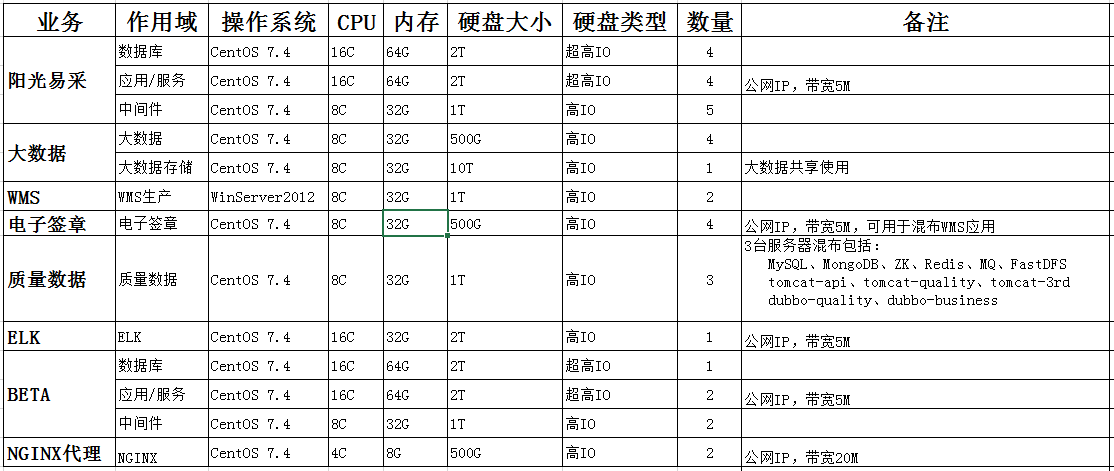 业务 作用域 操作系统 CPU 内存 硬盘大小 硬盘类型 数量 备注
阳光易采 数据库 CentOS 7.4 16C 64G 2T 超高IO 4
应用/服务 CentOS 7.4 16C 64G 2T 超高IO 4 公网IP，带宽5M
中间件 CentOS 7.4 8C 32G 1T 高IO 5
大数据 大数据 CentOS 7.4 8C 32G 500G 高IO 4
大数据存储 CentOS 7.4 8C 32G 10T 高IO 1 大数据共享使用
WMS WMS生产 WinServer2012 8C 32G 1T 高IO 2
电子签章 电子签章 CentOS 7.4 8C 32G 500G 高IO 4 公网IP，带宽5M，可用于混布WMS应用
质量数据 质量数据 CentOS 7.4 8C 32G 1T 高IO 3 3台服务器混布包括：
MySQL、MongoDB、ZK、Redis、MQ、FastDFS
tomcat-api、tomcat-quality、tomcat-3rd
dubbo-quality、dubbo-business
ELK ELK CentOS 7.4 16C 32G 2T 高IO 1 公网IP，带宽5M
BETA 数据库 CentOS 7.4 16C 64G 2T 超高IO 1
应用/服务 CentOS 7.4 16C 64G 2T 超高IO 2 公网IP，带宽5M
中间件 CentOS 7.4 8C 32G 1T 高IO 2
NGINX代理 NGINX CentOS 7.4 4C 8G 500G 高IO 2 公网IP，带宽20M